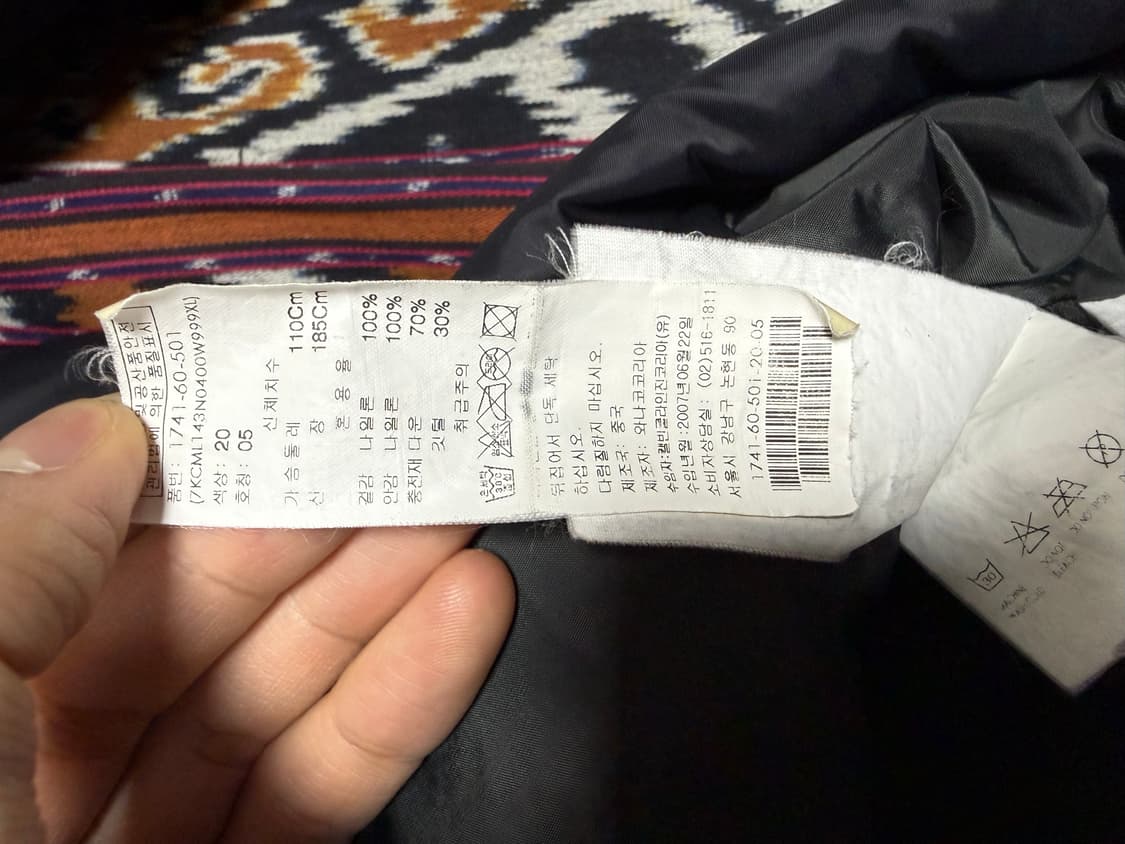 및공산품안전
관리법에 의한 품질표시
품번: 1741-60-501
(7KCML143N0400W999XL)
색상: 20
호칭: 05
신체치수
가슴둘레 110Cm
신 장 185Cm
혼용율
겉감 나일론 100%
안감 나일론 100%
충전재 다운 70%
깃털 30%
취급주의
30℃
중성
뒤집어서 단독 세탁
하십시오.
다림질하지 마십시오.
제조국: 중국
제조자: 와나코코리아
수입자:캘빈클라인진코리아(유)
수입년월:2007년06월22일
소비자상담실: (02)516-1811
서울시 강남구 논현동 90
1741-60-501-20-05
30